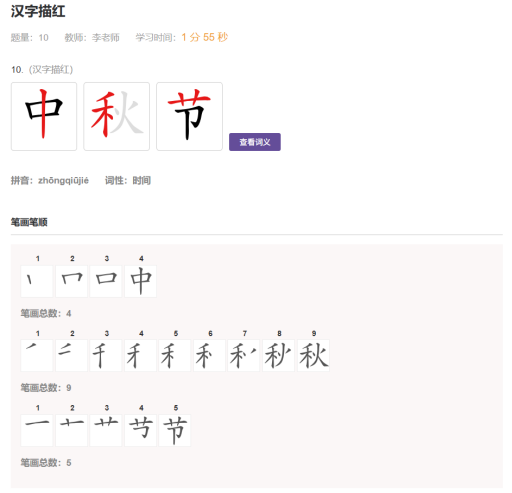 汉字描红
题量：10 教师：李老师 学习时间：1 分 55 秒
10. (汉字描红)
中 秋 节 查看词义
拼音：zhōngqiūjié 词性：时间
笔画笔顺
1 2 3 4
中
笔画总数：4
1 2 3 4 5 6 7 8 9
秋
笔画总数：9
1 2 3 4 5
节
笔画总数：5